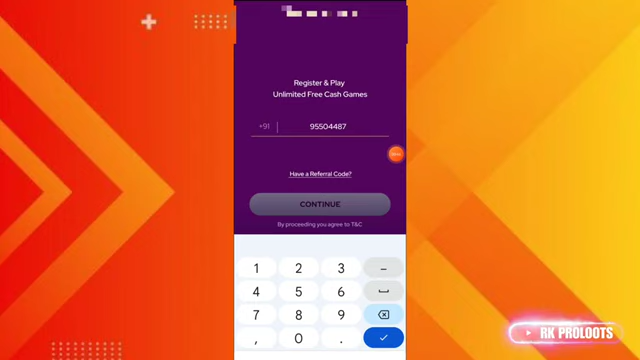 Register & Play
Unlimited Free Cash Games
+91 95504487
Have a Referral Code?
CONTINUE
By proceeding you agree to T&C
1 2 3 –
4 5 6
7 8 9
, 0 .
RK PROLOOTS